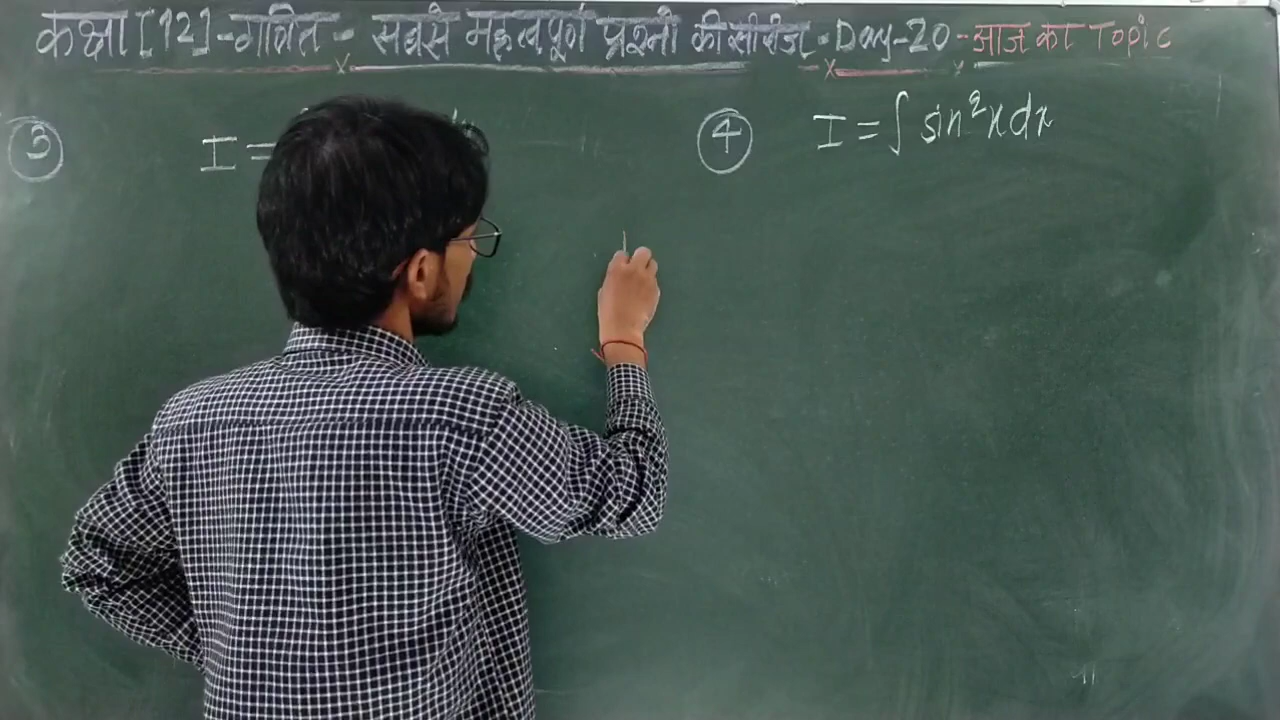 कक्षा [12]-गणित - सबसे महत्वपूर्ण प्रश्नो की सीरीज - Day-20 - आज का Topic
③ I =
④ I = ∫ sin²x dx